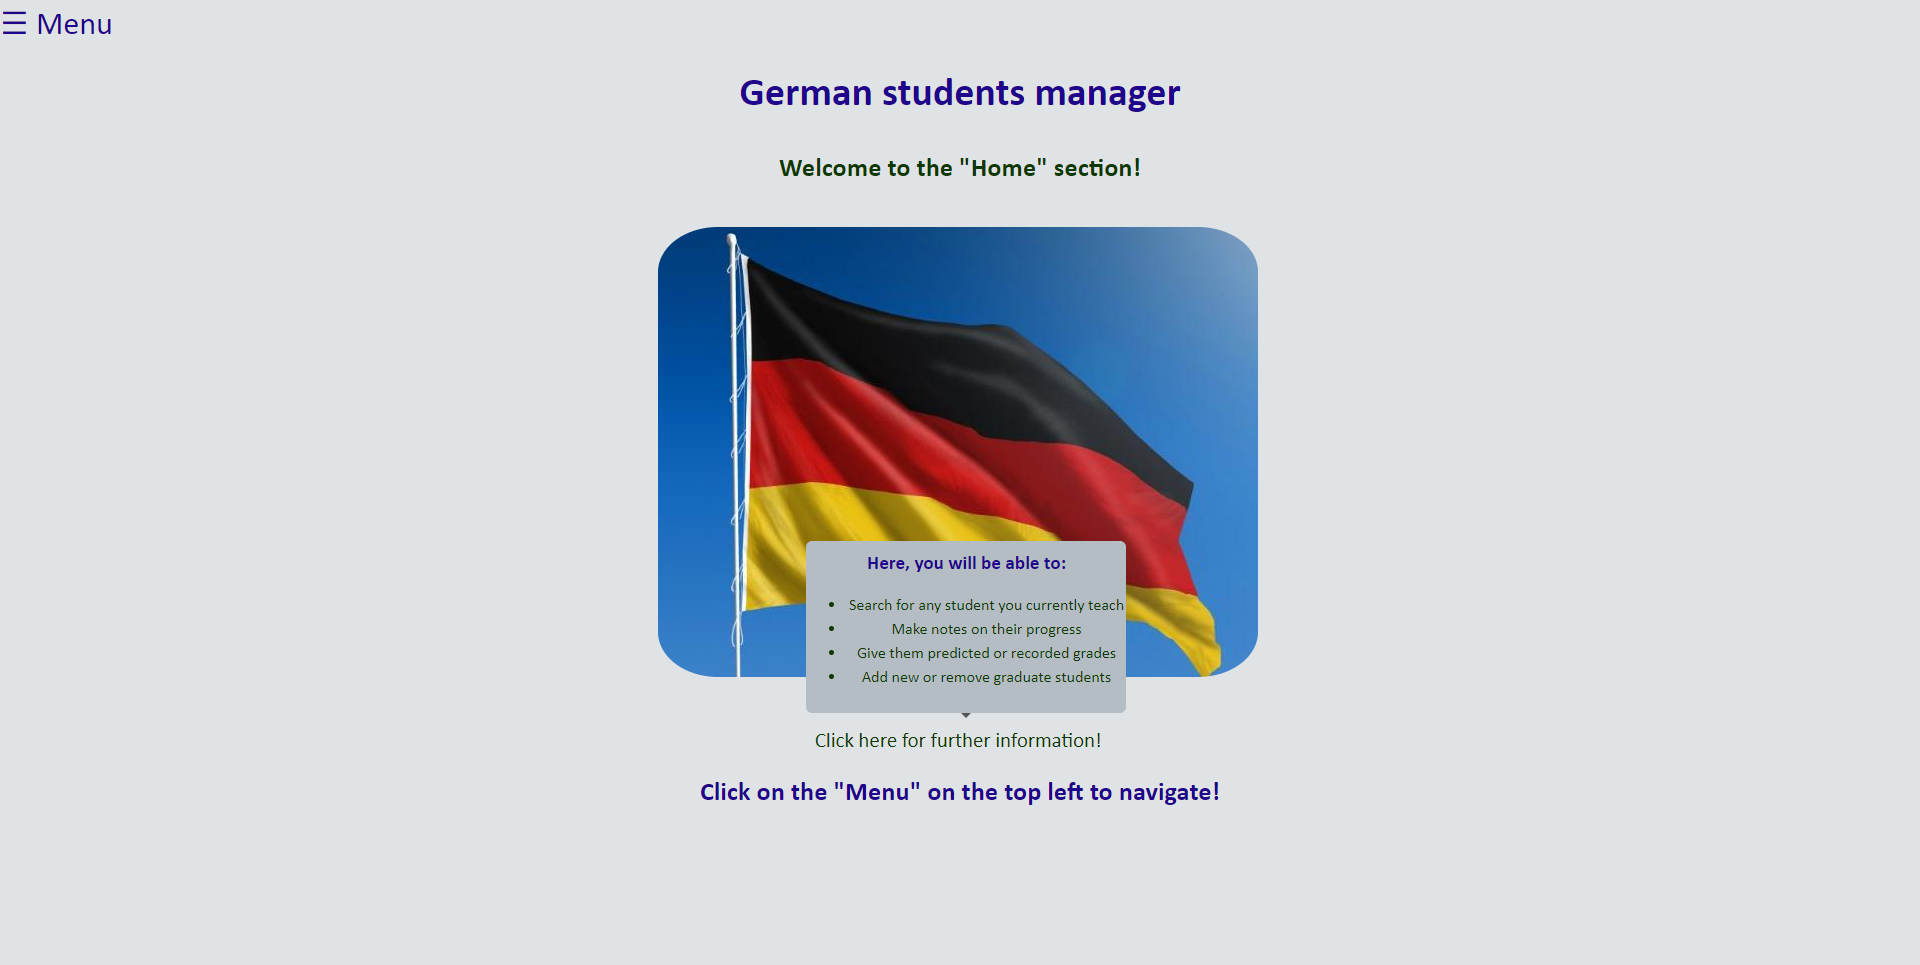 ☰ Menu
German students manager
Welcome to the "Home" section!
Here, you will be able to:
• Search for any student you currently teach
• Make notes on their progress
• Give them predicted or recorded grades
• Add new or remove graduate students
Click here for further information!
Click on the "Menu" on the top left to navigate!